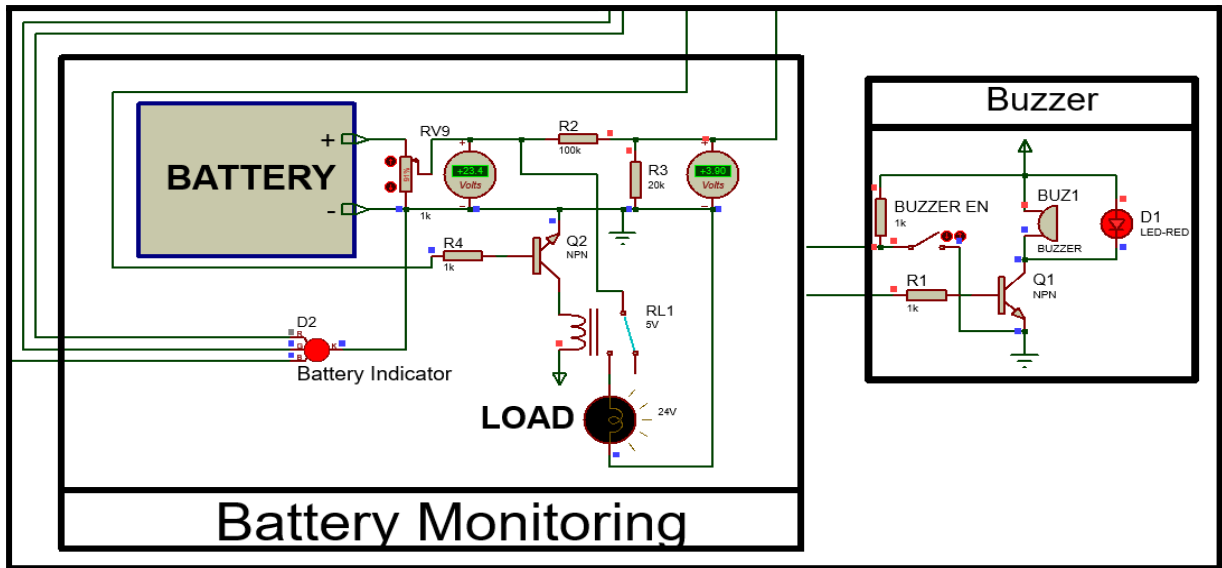 Buzzer
+
RV9
R2
100k
BATTERY
+23.4
Volts
R3
20k
+3.90
Volts
91%
-
1k
BUZZER EN
1k
BUZ1
BUZZER
D1
LED-RED
R4
1k
Q2
NPN
R1
1k
Q1
NPN
RL1
5V
D2
R
G
B
K
Battery Indicator
LOAD
24V
Battery Monitoring